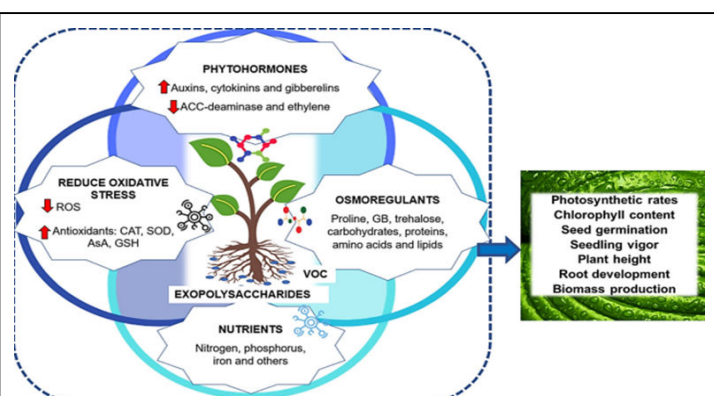 PHYTOHORMONES
Auxins, cytokinins and gibberelins
ACC-deaminase and ethylene
REDUCE OXIDATIVE
STRESS
ROS
Antioxidants: CAT, SOD,
AsA, GSH
OSMOREGULANTS
Proline, GB, trehalose,
carbohydrates, proteins,
amino acids and lipids
VOC
EXOPOLYSACCHARIDES
NUTRIENTS
Nitrogen, phosphorus,
iron and others
Photosynthetic rates
Chlorophyll content
Seed germination
Seedling vigor
Plant height
Root development
Biomass production